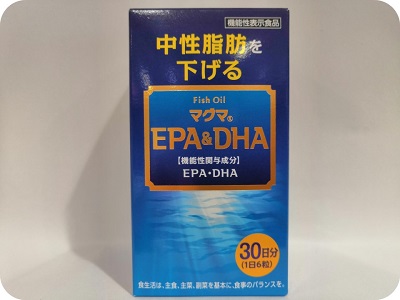 機能性表示食品
中性脂肪を
下げる
Fish Oil
マグマ®
EPA&DHA
【機能性関与成分】
EPA・DHA
30日分
(1日6粒)
食生活は、主食、主菜、副菜を基本に、食事のバランスを。